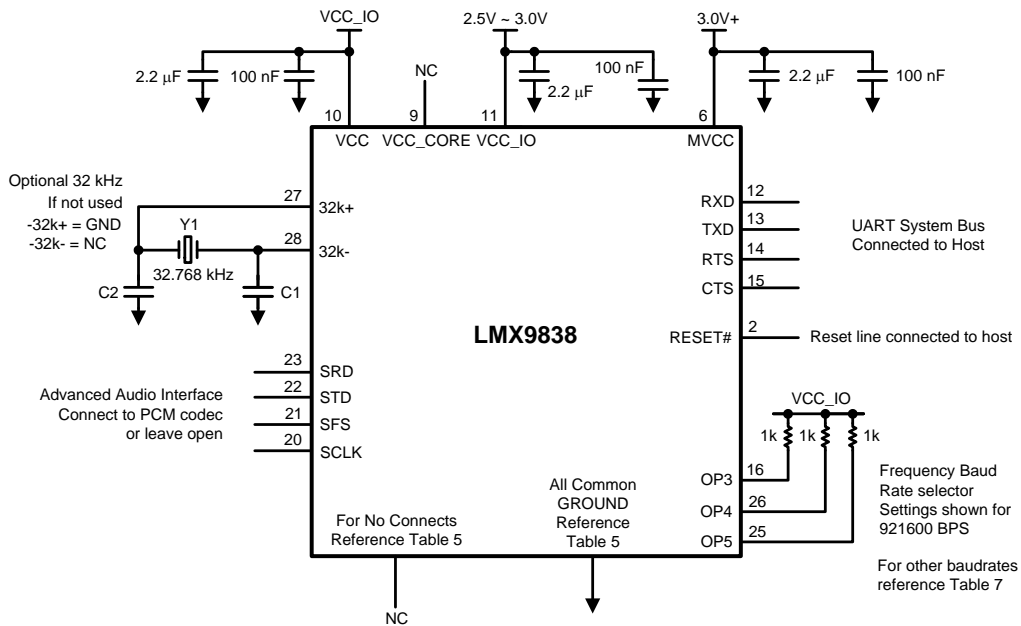 VCC_IO
2.5V ~ 3.0V
3.0V+
2.2 μF
100 nF
NC
2.2 μF
100 nF
2.2 μF
100 nF
10
9
11
6
VCC
VCC_CORE
VCC_IO
MVCC
Optional 32 kHz
If not used
-32k+ = GND
-32k- = NC
27
32k+
Y1
28
32k-
32.768 kHz
C2
C1
RXD
12
TXD
13
RTS
14
CTS
15
UART System Bus
Connected to Host
LMX9838
RESET#
2
Reset line connected to host
23
SRD
22
STD
21
SFS
20
SCLK
Advanced Audio Interface
Connect to PCM codec
or leave open
VCC_IO
1k
1k
1k
OP3
16
OP4
26
OP5
25
Frequency Baud
Rate selector
Settings shown for
921600 BPS
For other baudrates
reference Table 7
For No Connects
Reference Table 5
All Common
GROUND
Reference
Table 5
NC